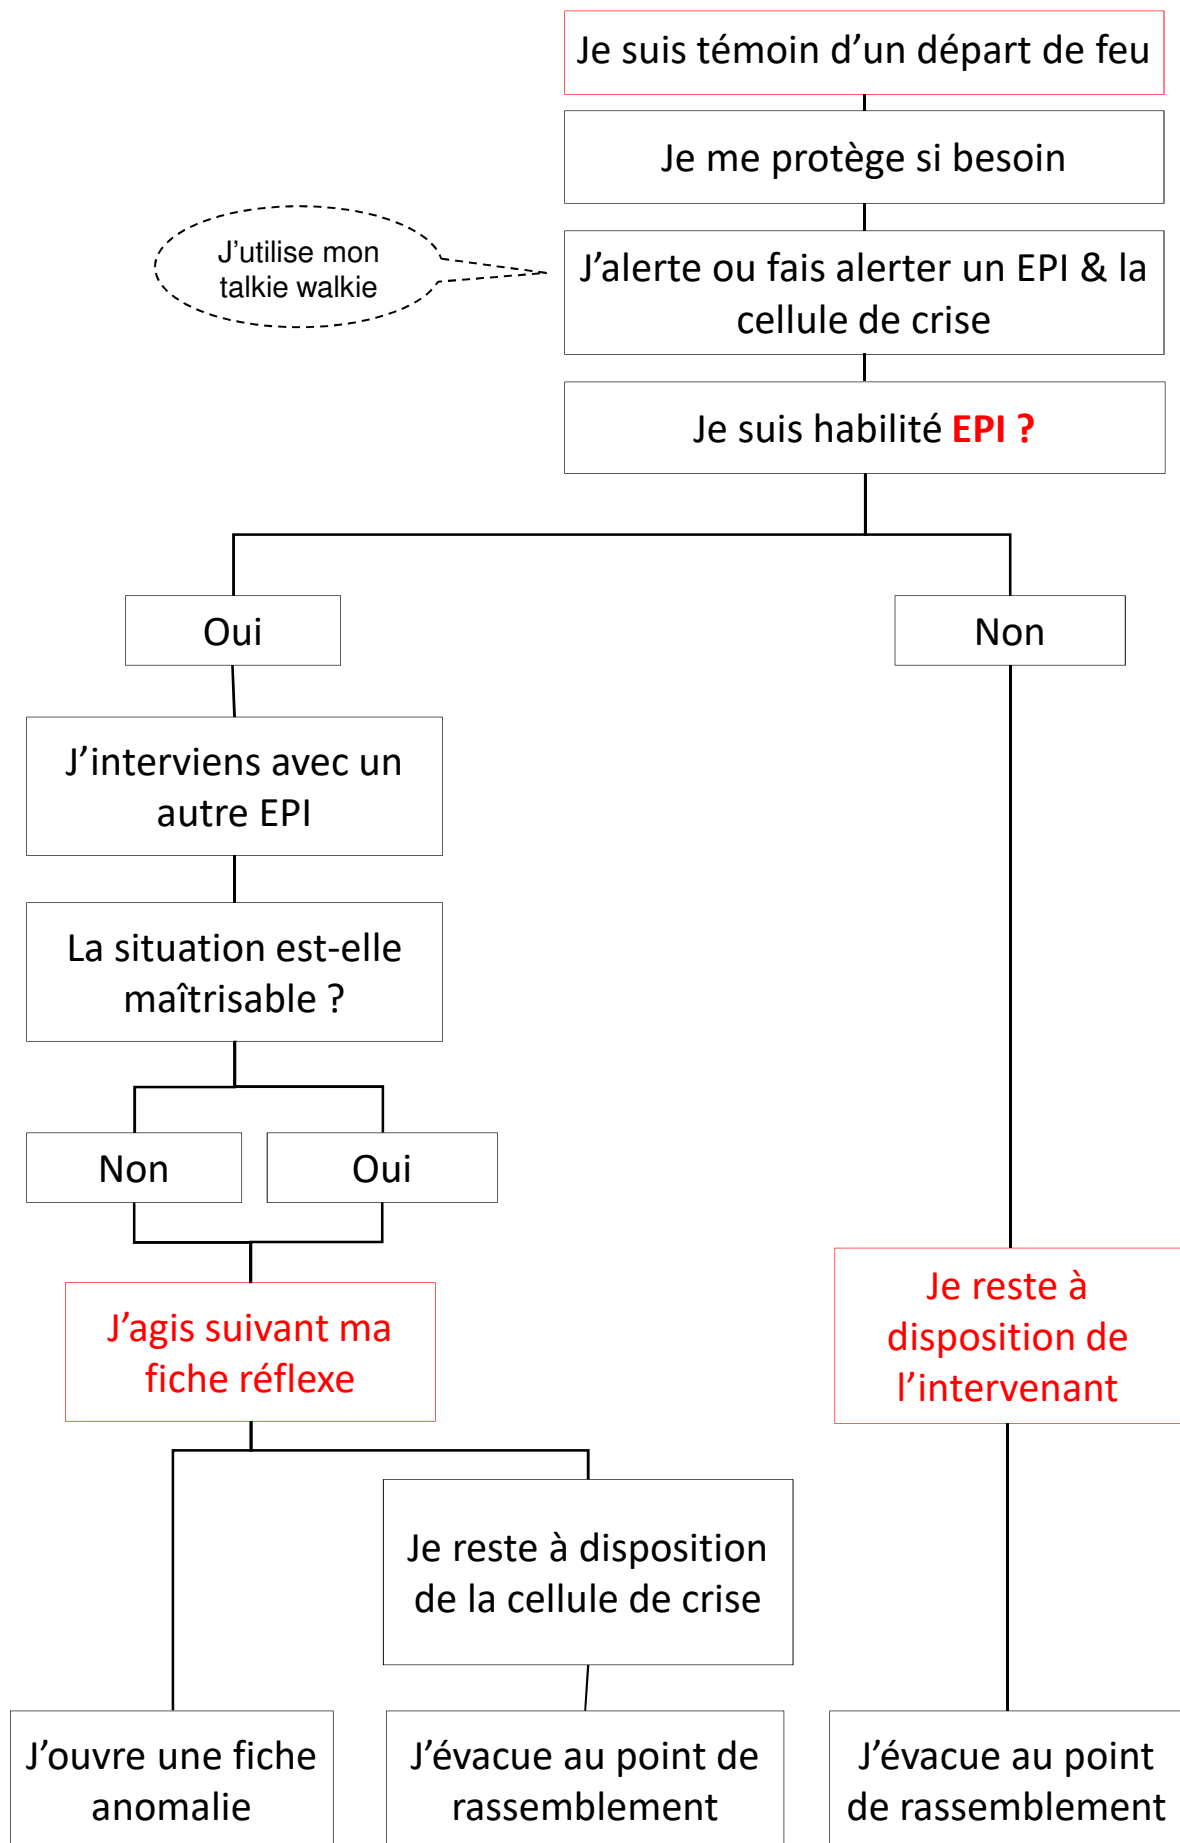 Je suis témoin d’un départ de feu
Je me protège si besoin
J’utilise mon
talkie walkie
J’alerte ou fais alerter un EPI & la
cellule de crise
Je suis habilité EPI ?
Oui
Non
J’interviens avec un
autre EPI
La situation est-elle
maîtrisable ?
Non
Oui
J’agis suivant ma
fiche réflexe
Je reste à
disposition de
l’intervenant
Je reste à disposition
de la cellule de crise
J’ouvre une fiche
anomalie
J’évacue au point de
rassemblement
J’évacue au point
de rassemblement